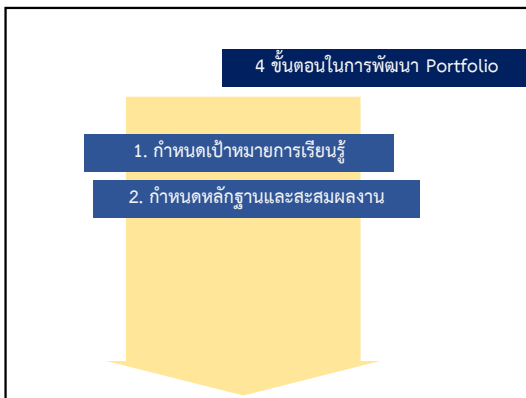 4 ขั้นตอนในการพัฒนา Portfolio
1. กำหนดเป้าหมายการเรียนรู้
2. กำหนดหลักฐานและสะสมผลงาน